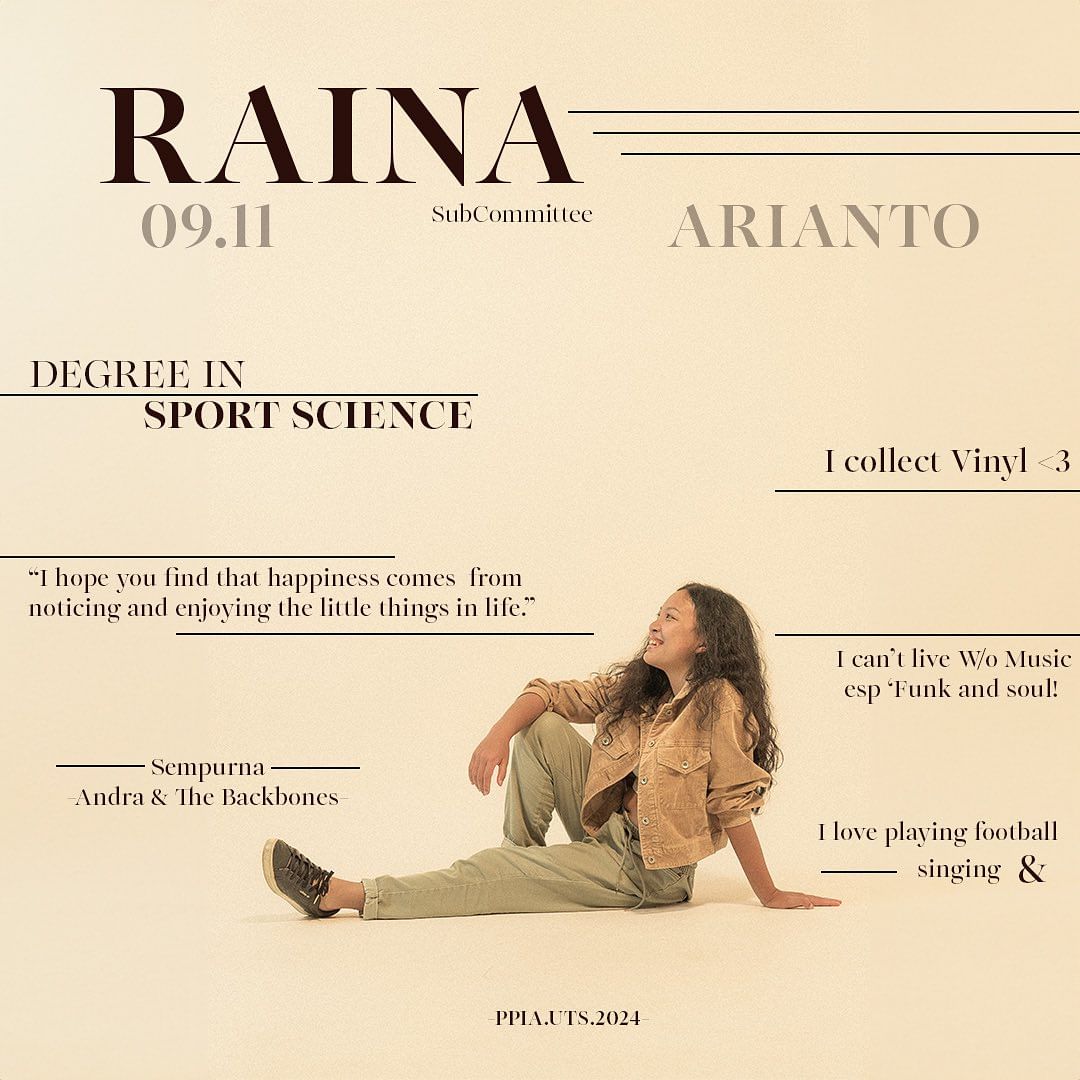 RAINA
09.11
SubCommittee
ARIANTO
DEGREE IN
SPORT SCIENCE
I collect Vinyl <3
“I hope you find that happiness comes from
noticing and enjoying the little things in life.”
I can’t live W/o Music
esp ‘Funk and soul!
Sempurna
-Andra & The Backbones-
I love playing football
singing &
-PPIA.UTS.2024-